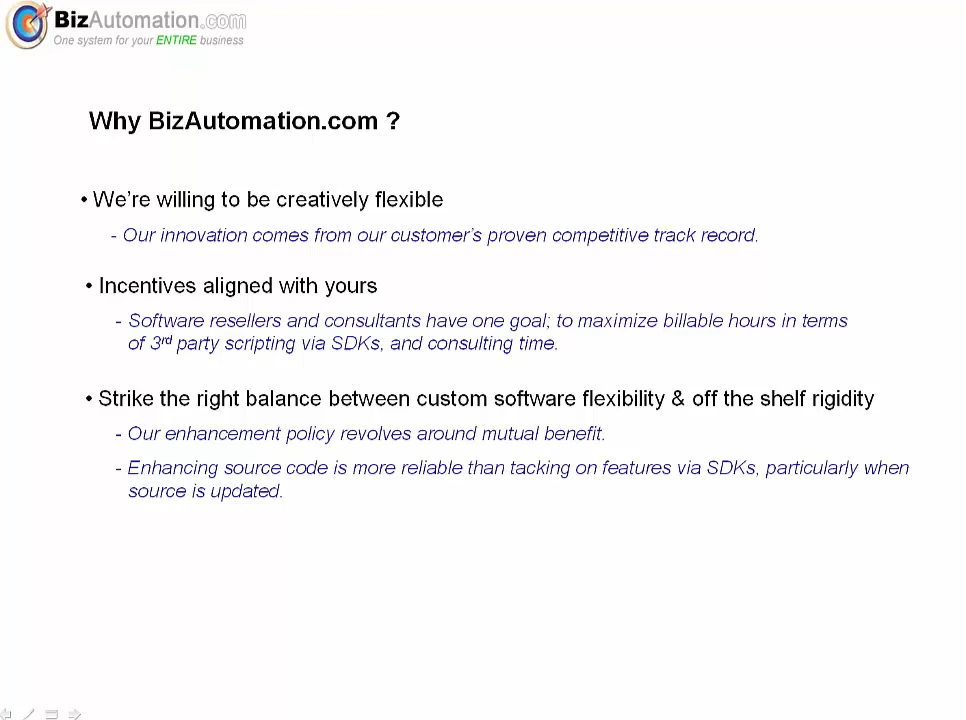 BizAutomation.com
One system for your ENTIRE business
Why BizAutomation.com ?
• We're willing to be creatively flexible
- Our innovation comes from our customer's proven competitive track record.
• Incentives aligned with yours
- Software resellers and consultants have one goal; to maximize billable hours in terms
of 3rd party scripting via SDKs, and consulting time.
• Strike the right balance between custom software flexibility & off the shelf rigidity
- Our enhancement policy revolves around mutual benefit.
- Enhancing source code is more reliable than tacking on features via SDKs, particularly when
source is updated.